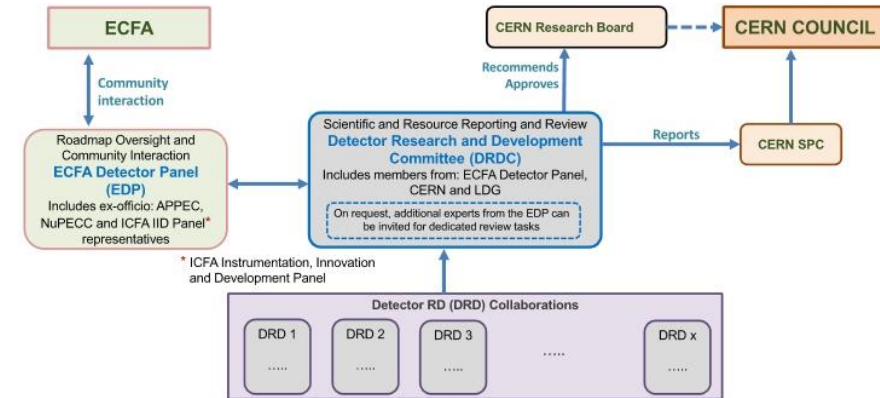 ECFA
CERN Research Board
CERN COUNCIL
Community
interaction
Recommends
Approves
Roadmap Oversight and
Community Interaction
ECFA Detector Panel
(EDP)
Includes ex-officio: APPEC,
NuPECC and ICFA IID Panel*
representatives
Scientific and Resource Reporting and Review
Detector Research and Development
Committee (DRDC)
Includes members from: ECFA Detector Panel,
CERN and LDG
On request, additional experts from the EDP can
be invited for dedicated review tasks
Reports
CERN SPC
* ICFA Instrumentation, Innovation
and Development Panel
Detector RD (DRD) Collaborations
DRD 1
.....
DRD 2
.....
DRD 3
.....
.....
DRD x
.....